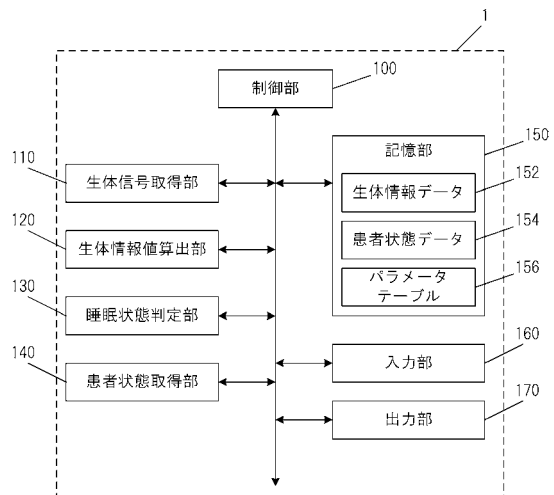 1
100
制御部
110
生体信号取得部
120
生体情報値算出部
130
睡眠状態判定部
140
患者状態取得部
150
記憶部
152
生体情報データ
154
患者状態データ
156
パラメータ
テーブル
160
入力部
170
出力部